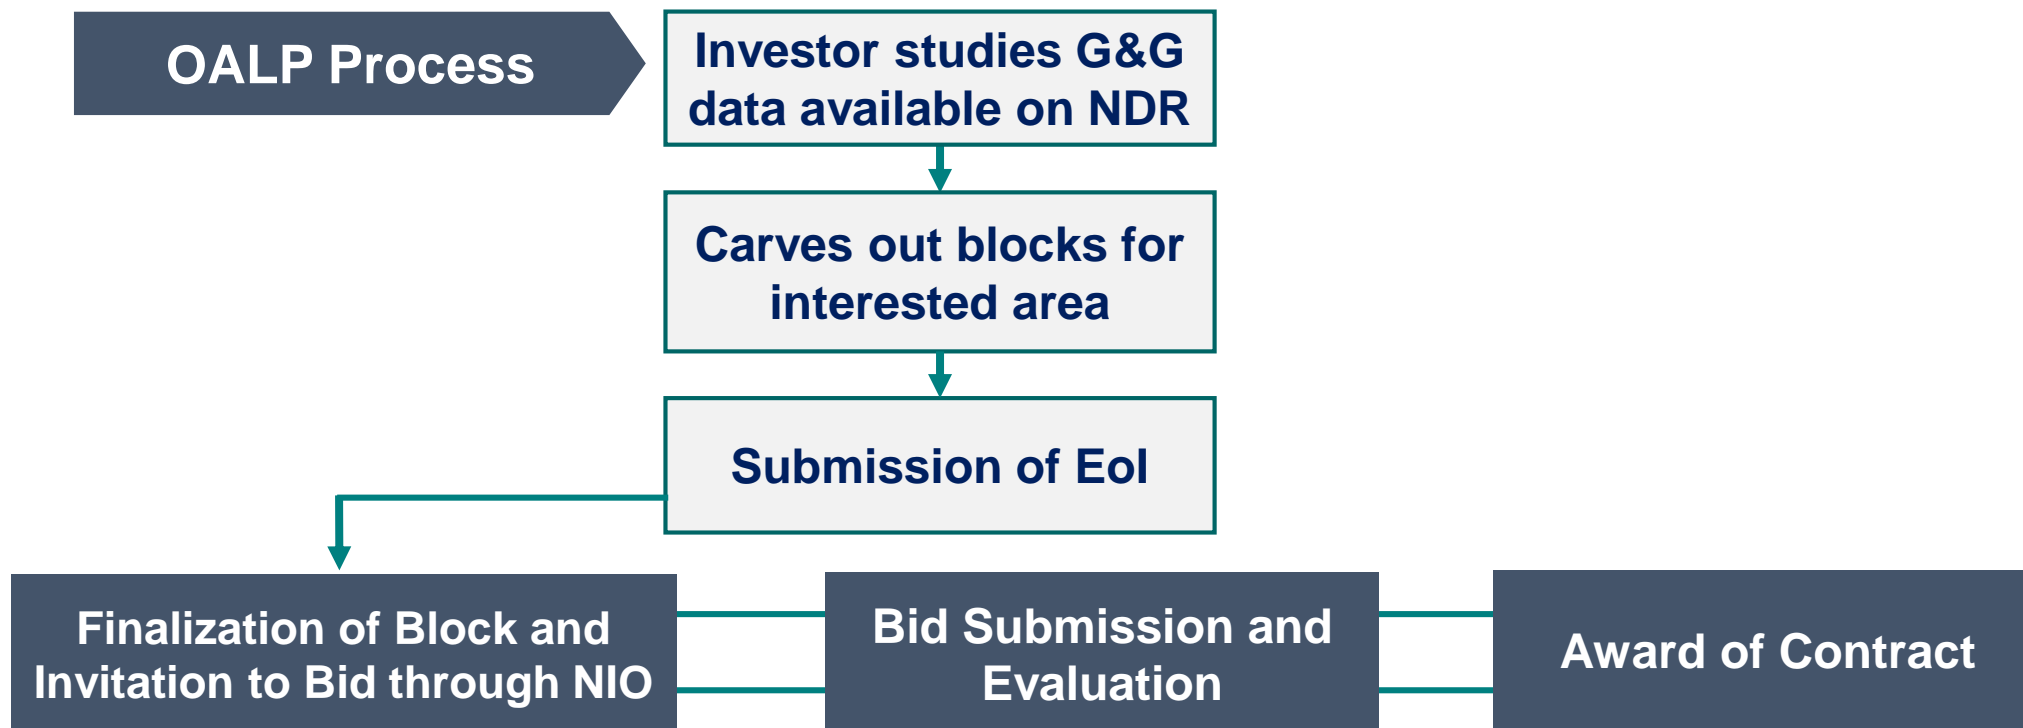 OALP Process
Investor studies G&G
data available on NDR
Carves out blocks for
interested area
Submission of EoI
Finalization of Block and
Invitation to Bid through NIO
Bid Submission and
Evaluation
Award of Contract